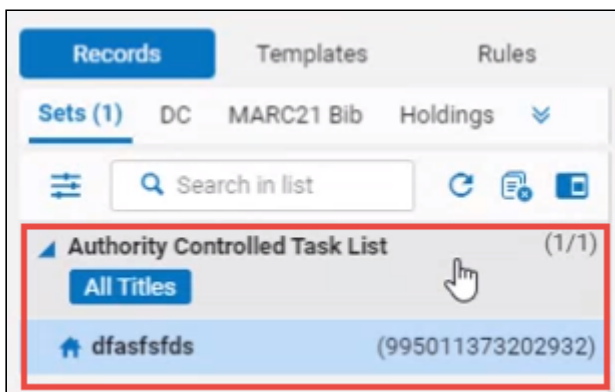 Records Templates Rules
Sets (1) DC MARC21 Bib Holdings
Search in list
Authority Controlled Task List (1/1)
All Titles
dfasfsfds (995011373202932)